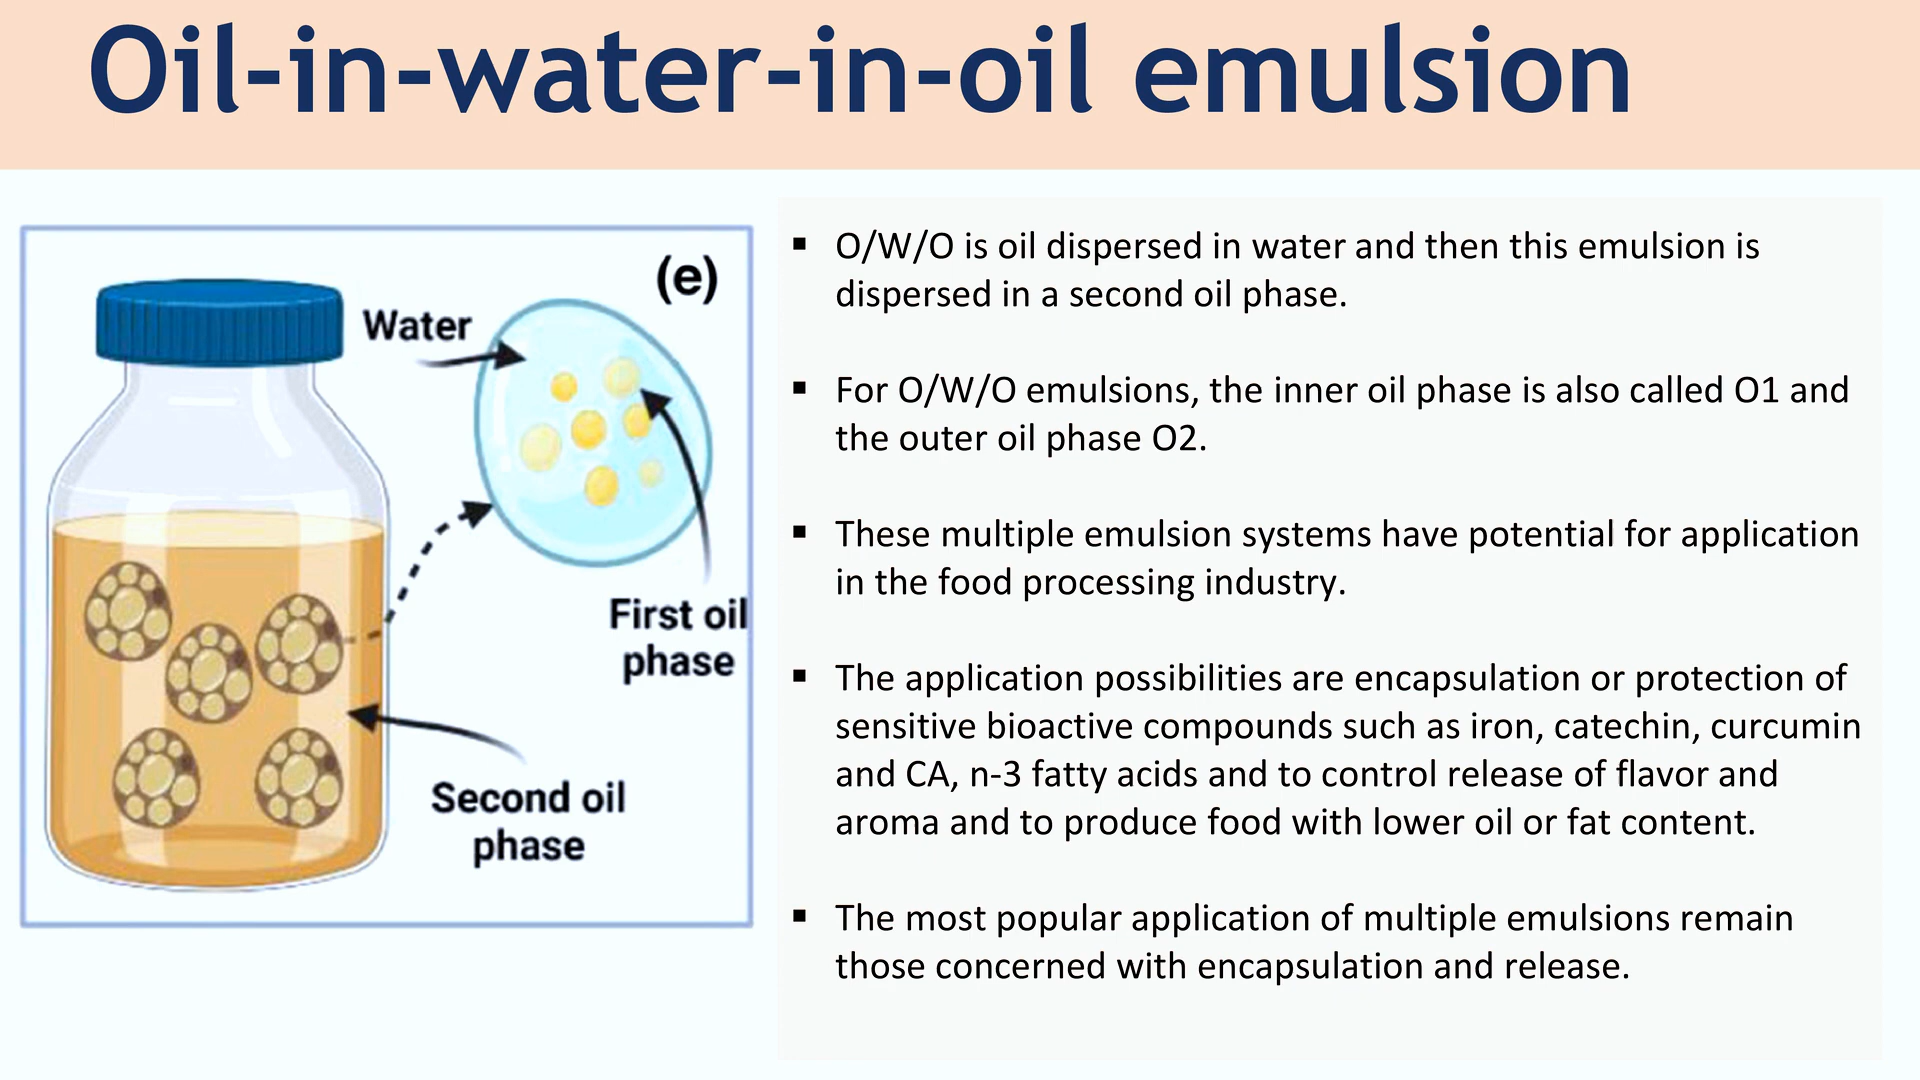 Oil-in-water-in-oil emulsion
(e)
Water
First oil
phase
Second oil
phase
▪ O/W/O is oil dispersed in water and then this emulsion is
dispersed in a second oil phase.
▪ For O/W/O emulsions, the inner oil phase is also called O1 and
the outer oil phase O2.
▪ These multiple emulsion systems have potential for application
in the food processing industry.
▪ The application possibilities are encapsulation or protection of
sensitive bioactive compounds such as iron, catechin, curcumin
and CA, n-3 fatty acids and to control release of flavor and
aroma and to produce food with lower oil or fat content.
▪ The most popular application of multiple emulsions remain
those concerned with encapsulation and release.